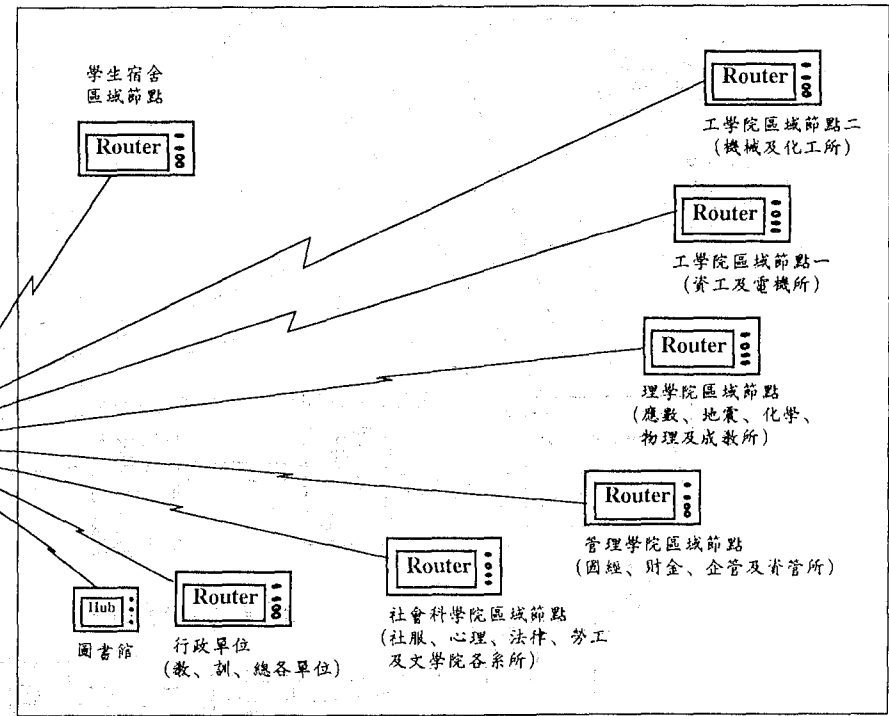 學生宿舍
區域節點
Router
Router
工學院區域節點二
(機械及化工所)
Router
工學院區域節點一
(資工及電機所)
Router
理學院區域節點
(應數、地震、化學、
物理及成教所)
Router
管理學院區域節點
(國經、財金、企管及資管所)
Router
社會科學院區域節點
(社服、心理、法律、勞工
及文學院各系所)
Router
行政單位
(教、訓、總各單位)
Hub
圖書館